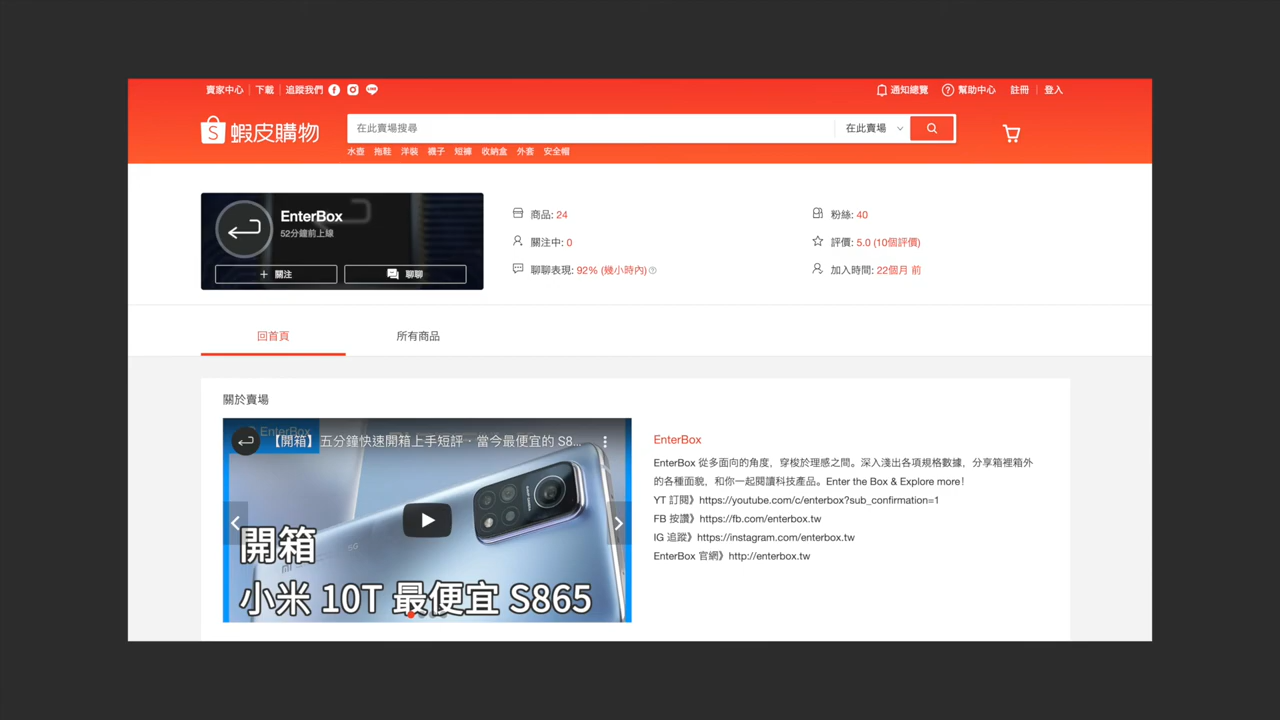 賣家中心 下載 追蹤我們
通知總覽 幫助中心 註冊 登入
蝦皮購物
在此賣場搜尋
在此賣場
水壺 拖鞋 洋裝 襪子 短褲 收納盒 外套 安全帽
EnterBox
52分鐘前上線
+ 關注
聊聊
商品: 24
粉絲: 40
關注中: 0
評價: 5.0 (10個評價)
聊聊表現: 92% (幾小時內)
加入時間: 22個月 前
回首頁
所有商品
關於賣場
EnterBox
【開箱】五分鐘快速開箱上手短評．當今最便宜的 S8...
5G
開箱
小米 10T 最便宜 S865
EnterBox
EnterBox 從多面向的角度，穿梭於理感之間。深入淺出各項規格數據，分享箱裡箱外
的各種面貌，和你一起閱讀科技產品。Enter the Box & Explore more！
YT 訂閱》https://youtube.com/c/enterbox?sub_confirmation=1
FB 按讚》https://fb.com/enterbox.tw
IG 追蹤》https://instagram.com/enterbox.tw
EnterBox 官網》http://enterbox.tw